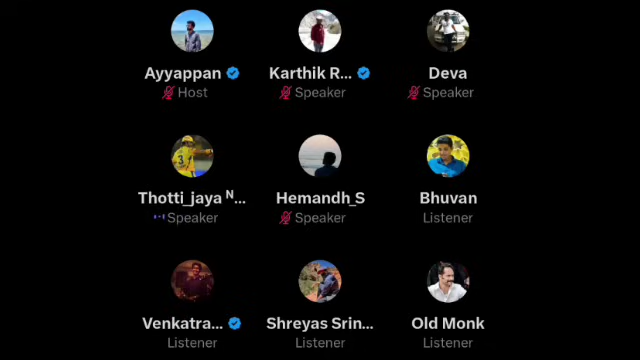 Ayyappan Karthik R... Deva
Host Speaker Speaker
Thotti_jaya ᴺ... Hemandh_S Bhuvan
Speaker Speaker Listener
Venkatra... Shreyas Srin... Old Monk
Listener Listener Listener